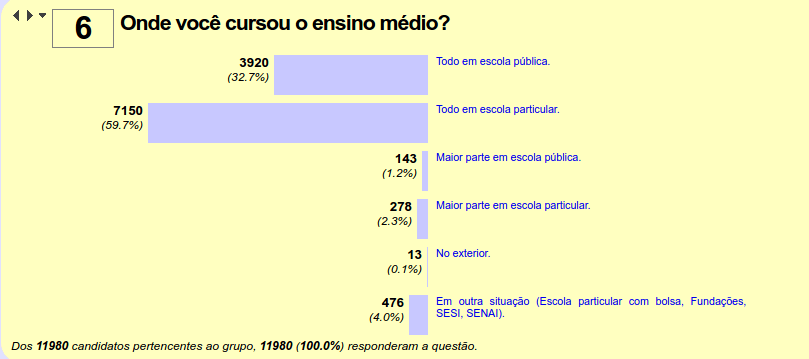 6 Onde você cursou o ensino médio?
3920 Todo em escola pública.
(32.7%)
7150 Todo em escola particular.
(59.7%)
143 Maior parte em escola pública.
(1.2%)
278 Maior parte em escola particular.
(2.3%)
13 No exterior.
(0.1%)
476 Em outra situação (Escola particular com bolsa, Fundações,
(4.0%) SESI, SENAI).
Dos 11980 candidatos pertencentes ao grupo, 11980 (100.0%) responderam a questão.